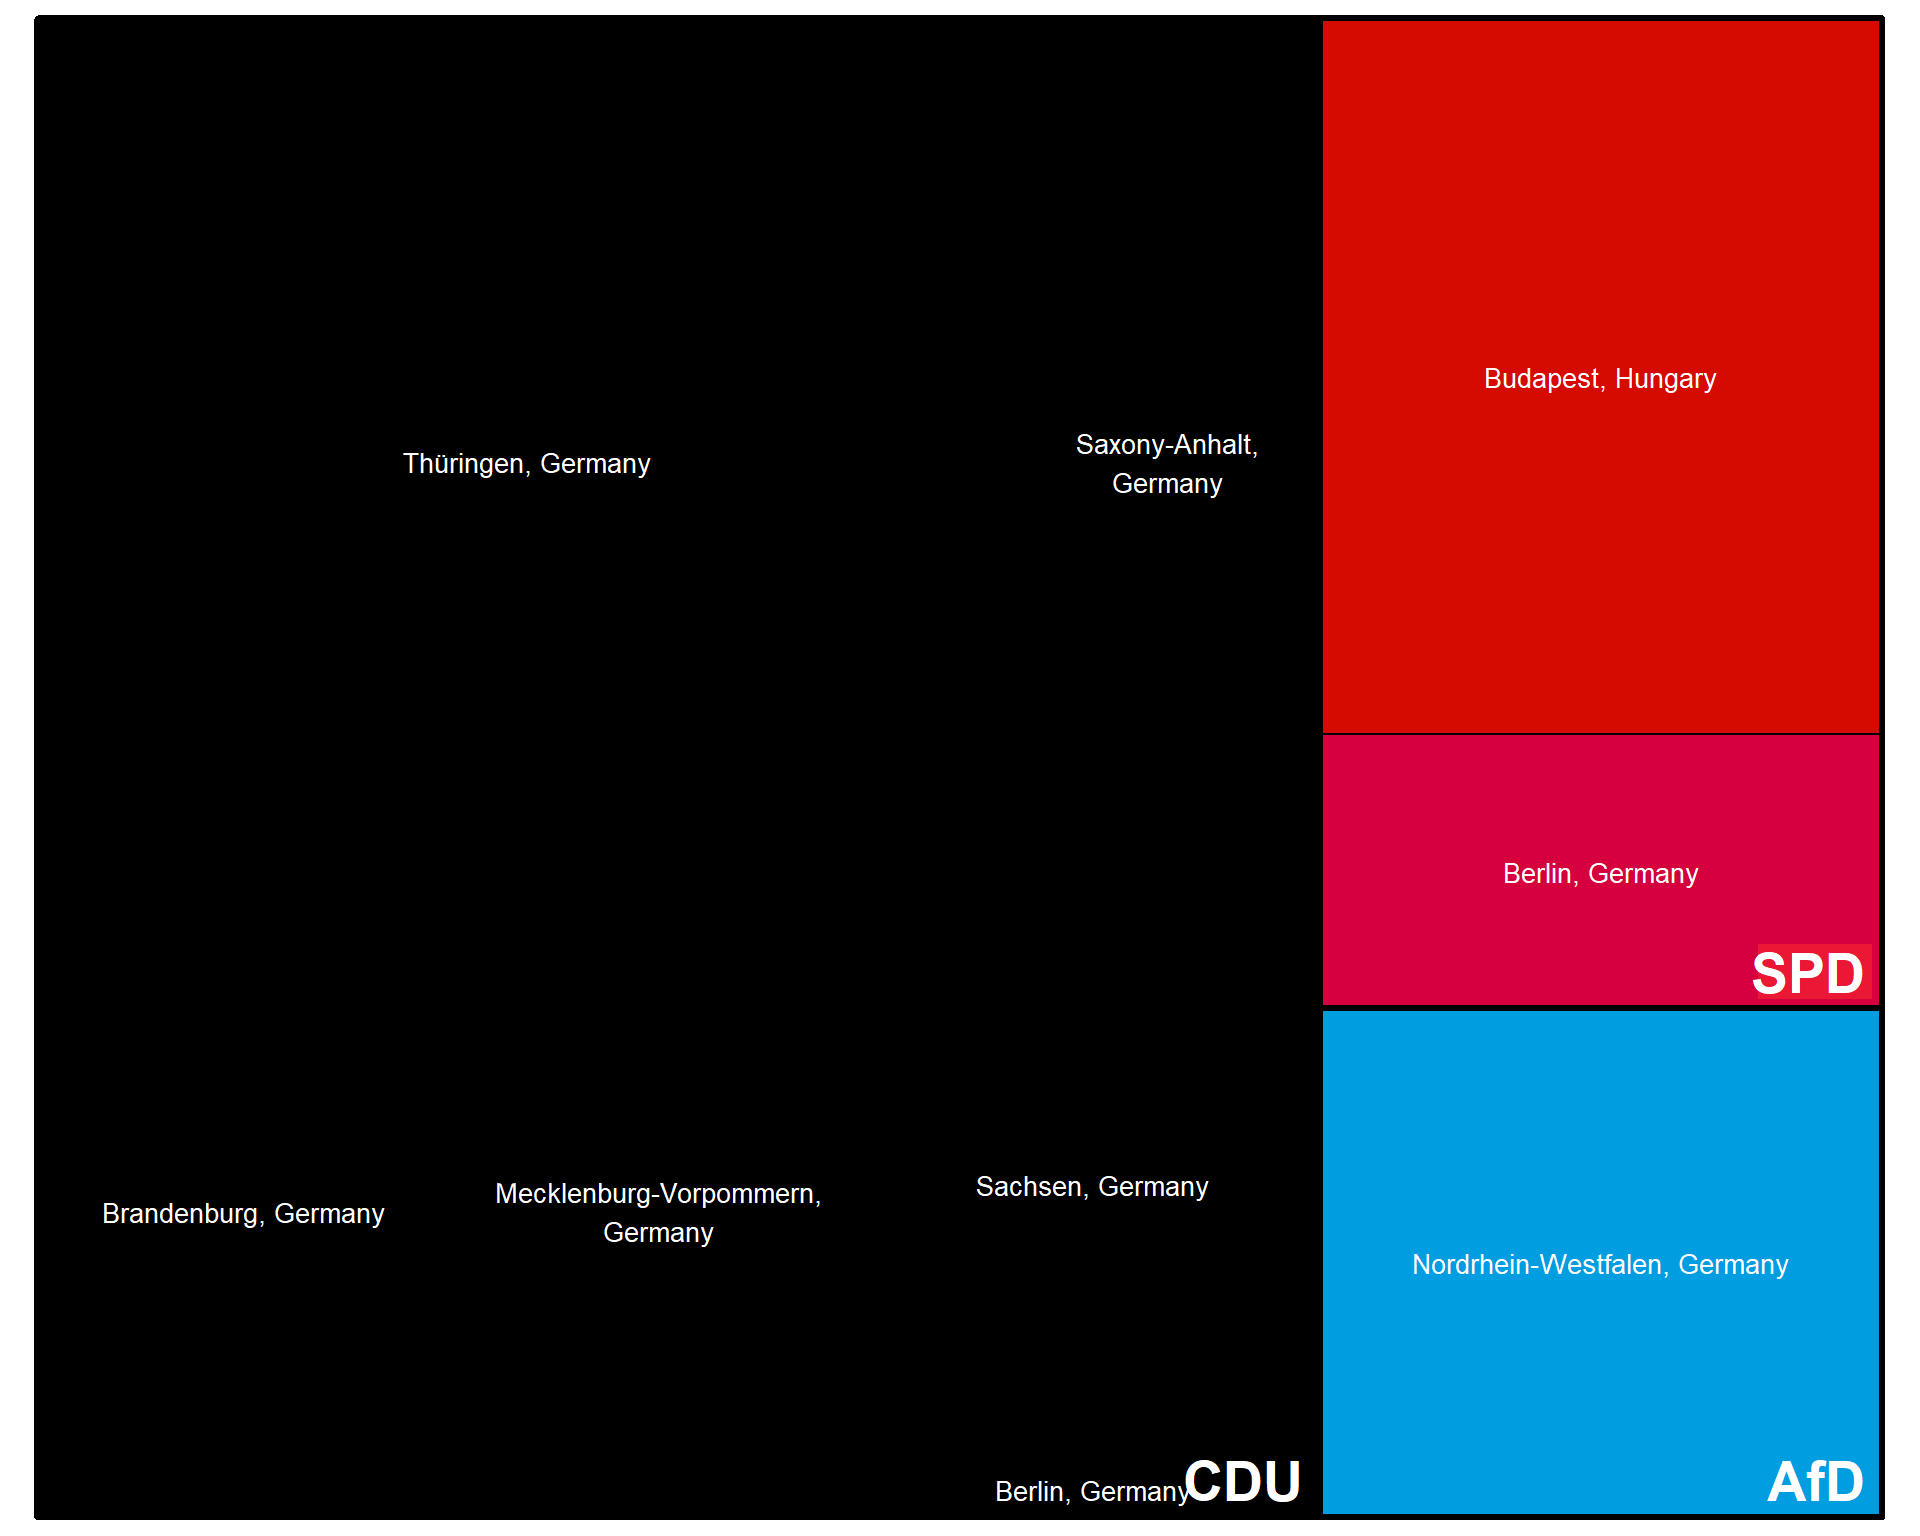 Budapest, Hungary
Thüringen, Germany
Saxony-Anhalt,
Germany
Berlin, Germany
SPD
Brandenburg, Germany
Mecklenburg-Vorpommern,
Germany
Sachsen, Germany
Nordrhein-Westfalen, Germany
Berlin, Germany
CDU
AfD